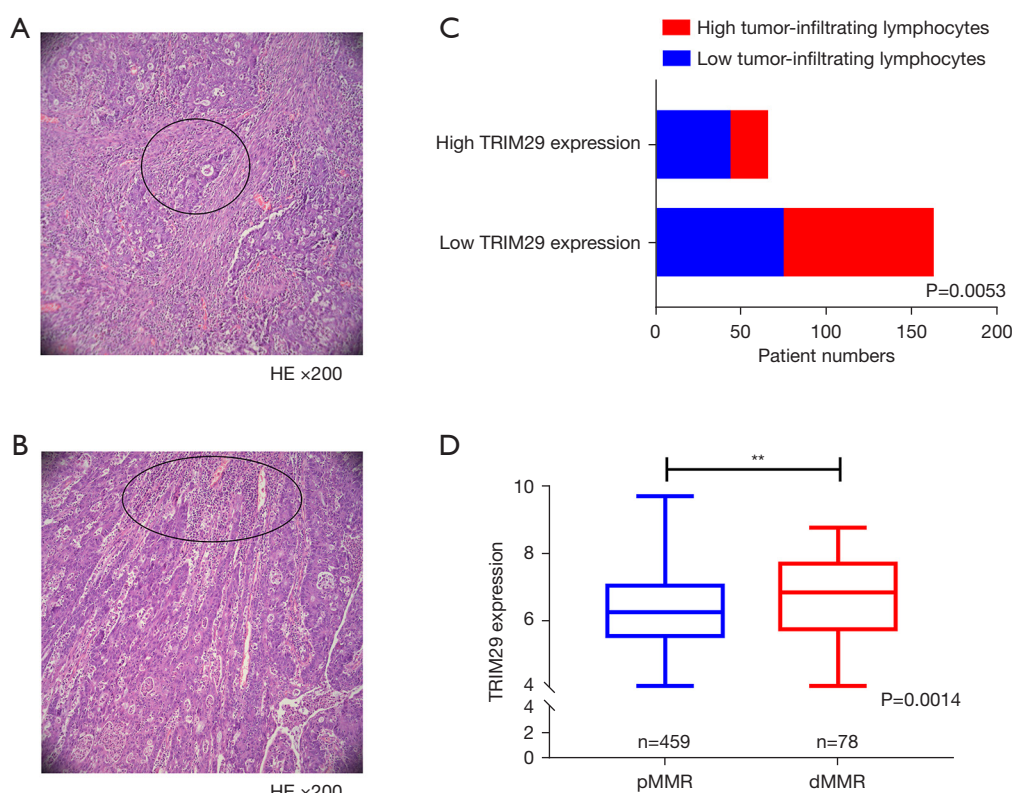 A
HE ×200
B
HE ×200
C
High tumor-infiltrating lymphocytes
Low tumor-infiltrating lymphocytes
High TRIM29 expression
Low TRIM29 expression
P=0.0053
0 50 100 150 200
Patient numbers
D
**
10
8
6
4
4
2
0
TRIM29 expression
P=0.0014
n=459 n=78
pMMR dMMR